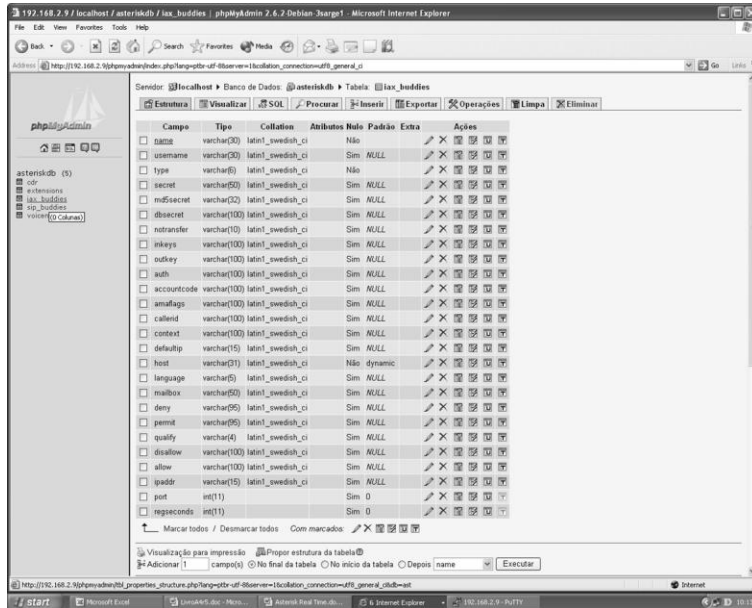 192.168.2.9 / localhost / asteriskdb / iax_buddies | phpMyAdmin 2.6.2-Debian-3sarge1 - Microsoft Internet Explorer
File Edit View Favorites Tools Help
Back Search Favorites Media
Address http://192.168.2.9/phpmyadmin/index.php?lang=ptbr-utf-8&server=1&collation_connection=utf8_general_ci Go Links
Servidor: localhost Banco de Dados: asteriskdb Tabela: iax_buddies
Estrutura Visualizar SQL Procurar Inserir Exportar Operações Limpa Eliminar
phpMyAdmin
asteriskdb (5)
cdr
extensions
iax_buddies
sip_buddies
(0 Colunas)
Campo Tipo Collation Atributos Nulo Padrão Extra Ações
name varchar(30) latin1_swedish_ci Não
username varchar(30) latin1_swedish_ci Sim NULL
type varchar(6) latin1_swedish_ci Não
secret varchar(50) latin1_swedish_ci Sim NULL
md5secret varchar(32) latin1_swedish_ci Sim NULL
dbsecret varchar(100) latin1_swedish_ci Sim NULL
notransfer varchar(10) latin1_swedish_ci Sim NULL
inkeys varchar(100) latin1_swedish_ci Sim NULL
outkey varchar(100) latin1_swedish_ci Sim NULL
auth varchar(100) latin1_swedish_ci Sim NULL
accountcode varchar(100) latin1_swedish_ci Sim NULL
amaflags varchar(100) latin1_swedish_ci Sim NULL
callerid varchar(100) latin1_swedish_ci Sim NULL
context varchar(100) latin1_swedish_ci Sim NULL
defaultip varchar(15) latin1_swedish_ci Sim NULL
host varchar(31) latin1_swedish_ci Não dynamic
language varchar(5) latin1_swedish_ci Sim NULL
mailbox varchar(50) latin1_swedish_ci Sim NULL
deny varchar(95) latin1_swedish_ci Sim NULL
permit varchar(95) latin1_swedish_ci Sim NULL
qualify varchar(4) latin1_swedish_ci Sim NULL
disallow varchar(100) latin1_swedish_ci Sim NULL
allow varchar(100) latin1_swedish_ci Sim NULL
ipaddr varchar(15) latin1_swedish_ci Sim NULL
port int(11) Sim 0
regseconds int(11) Sim 0
Marcar todos / Desmarcar todos Com marcados:
Visualização para impressão Propor estrutura da tabela
Adicionar 1 campo(s) No final da tabela No início da tabela Depois name Executar
http://192.168.2.9/phpmyadmin/tbl_properties_structure.php?lang=ptbr-utf-8&server=1&collation_connection=utf8_general_ci&db=ast Internet
start Microsoft Excel LivroA4r5.doc - Micro... Asterisk Real Time.do... 6 Internet Explorer 192.168.2.9 - PuTTY